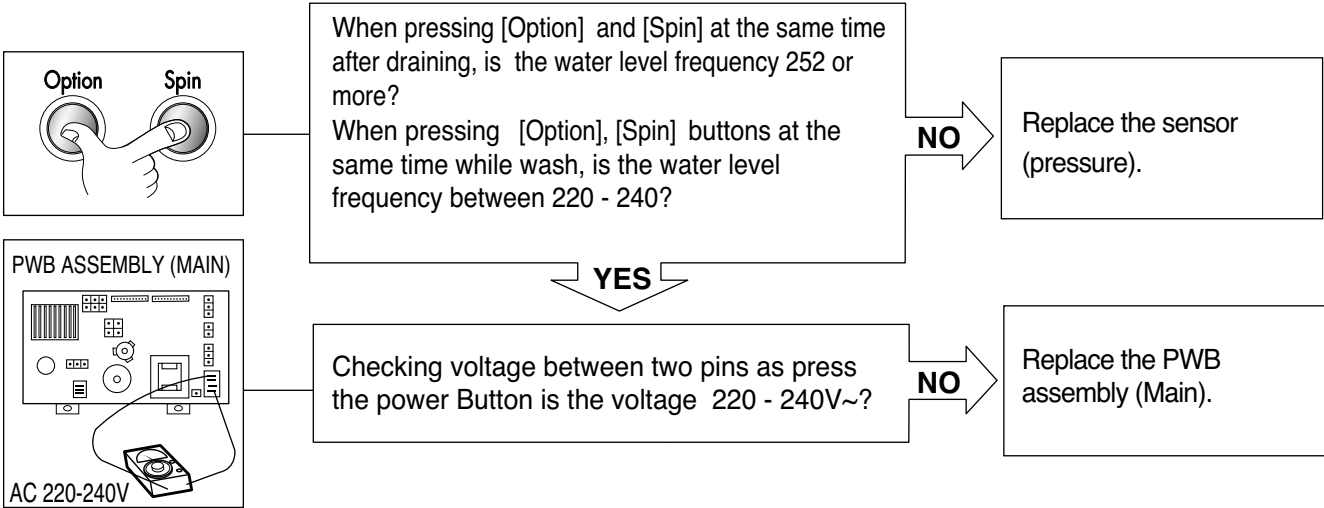 Option Spin
When pressing [Option] and [Spin] at the same time
after draining, is the water level frequency 252 or
more?
When pressing [Option], [Spin] buttons at the
same time while wash, is the water level
frequency between 220 - 240?
NO
Replace the sensor
(pressure).
YES
PWB ASSEMBLY (MAIN)
AC 220-240V
Checking voltage between two pins as press
the power Button is the voltage 220 - 240V~?
NO
Replace the PWB
assembly (Main).